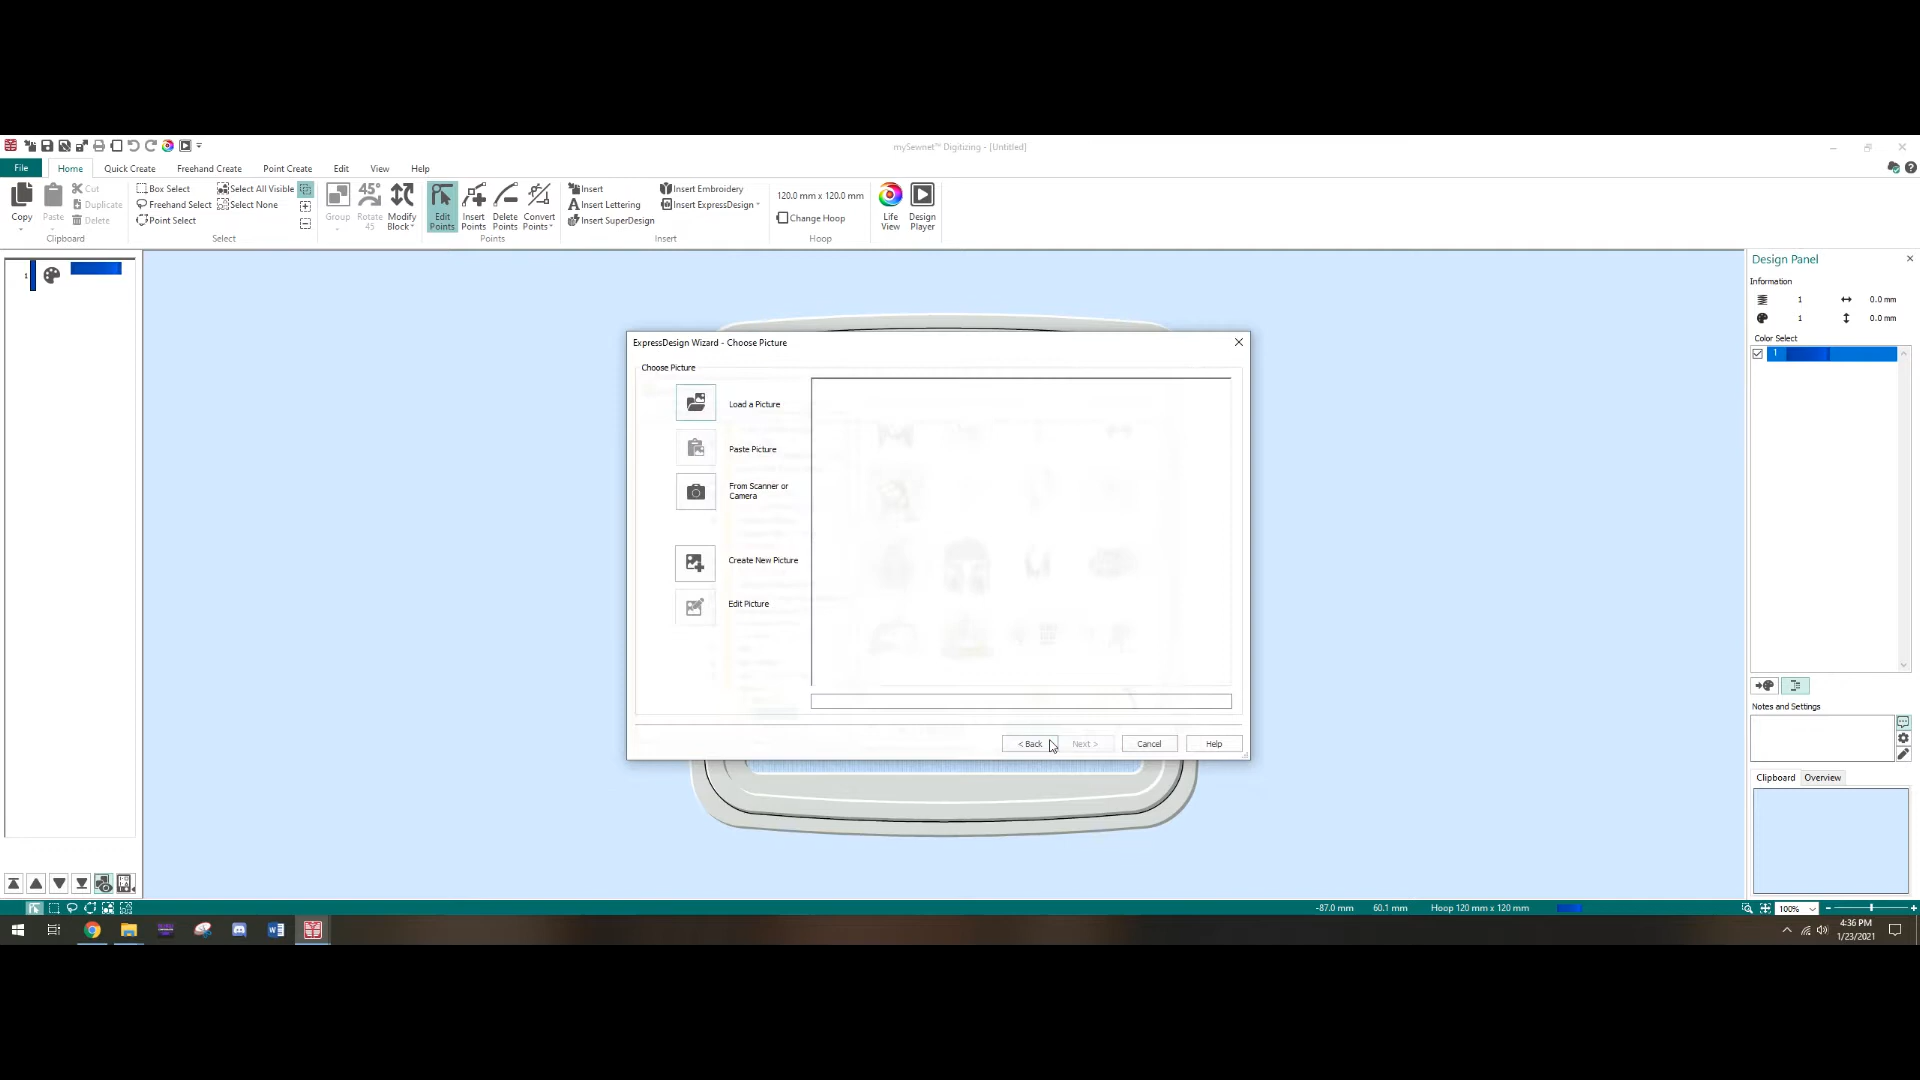 mySewnet™ Digitizing - [Untitled]
File Home Quick Create Freehand Create Point Create Edit View Help
Copy
Paste
Cut
Duplicate
Delete
Clipboard
Box Select
Freehand Select
Point Select
Select All Visible
Select None
Select
Group
Rotate
45
45°
Modify
Block
Edit
Points
Insert
Points
Delete
Points
Convert
Points
Points
Insert
Insert Lettering
Insert SuperDesign
Insert Embroidery
Insert ExpressDesign
Insert
120.0 mm x 120.0 mm
Change Hoop
Hoop
Life
View
Design
Player
1
ExpressDesign Wizard - Choose Picture
Choose Picture
Load a Picture
Paste Picture
From Scanner or
Camera
Create New Picture
Edit Picture
< Back
Next >
Cancel
Help
Design Panel
Information
1 0.0 mm
1 0.0 mm
Color Select
1
Notes and Settings
Clipboard Overview
-87.0 mm 60.1 mm Hoop 120 mm x 120 mm 100%
4:36 PM
1/23/2021